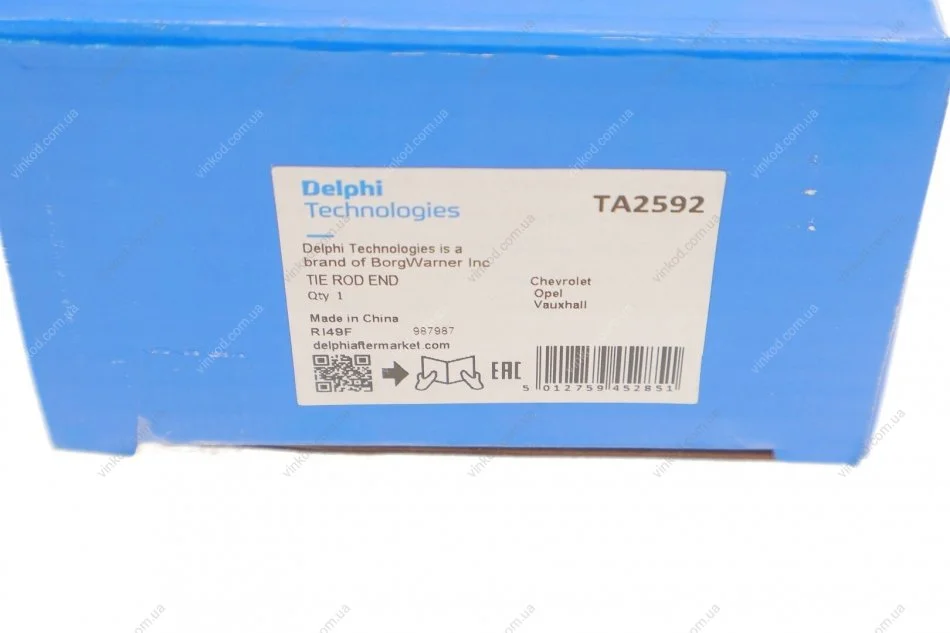 Delphi
Technologies
TA2592
Delphi Technologies is a
brand of BorgWarner Inc
TIE ROD END
Qty 1
Chevrolet
Opel
Vauxhall
Made in China
RI49F 987987
delphiaftermarket.com
EAC
5 012759 452851
vinkod.com.ua